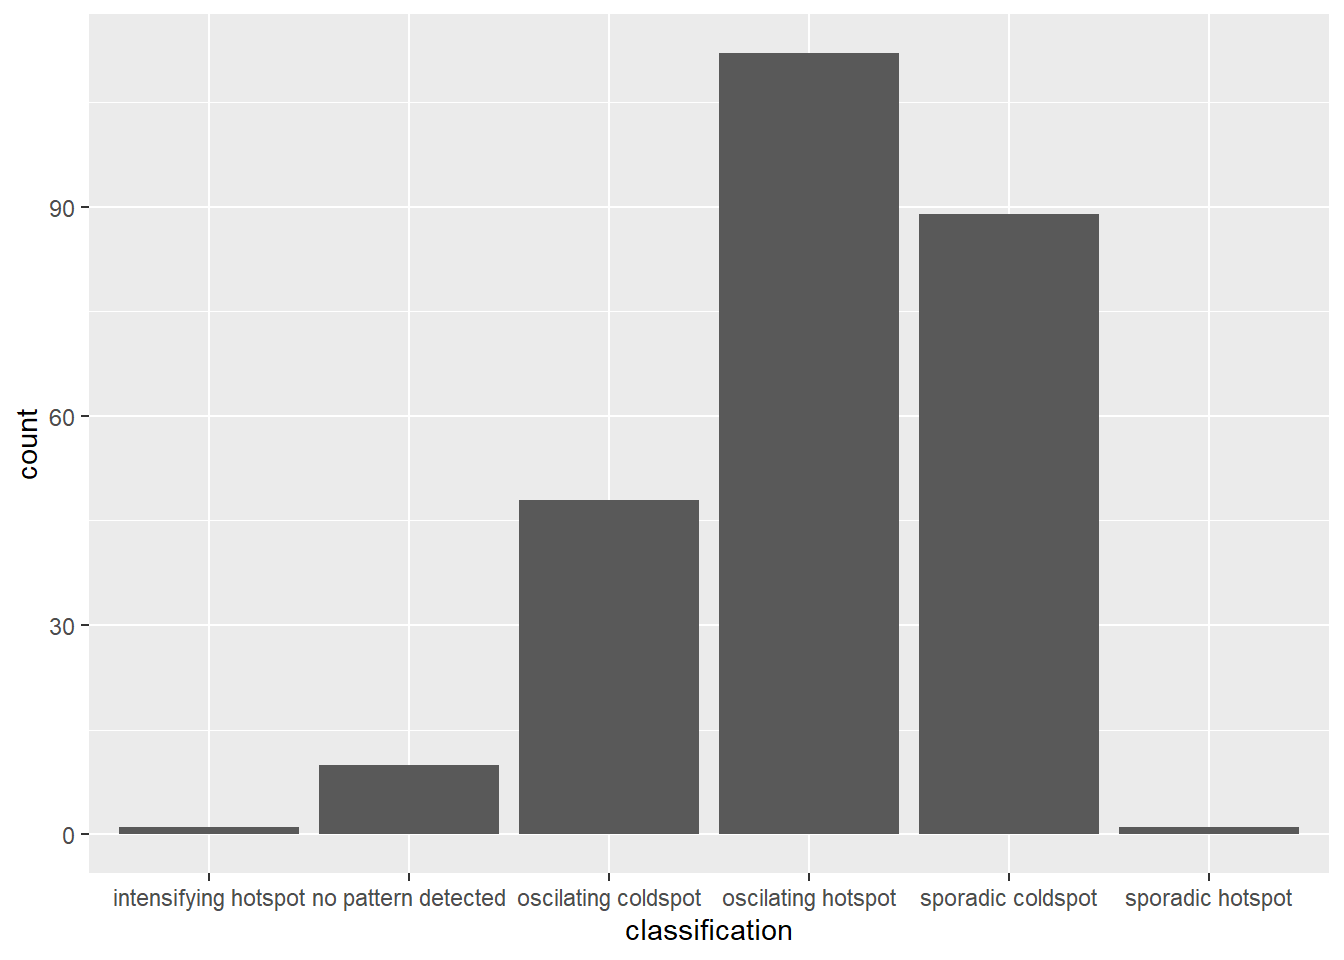 count
90
60
30
0
intensifying hotspot no pattern detected oscilating coldspot oscilating hotspot sporadic coldspot sporadic hotspot
classification